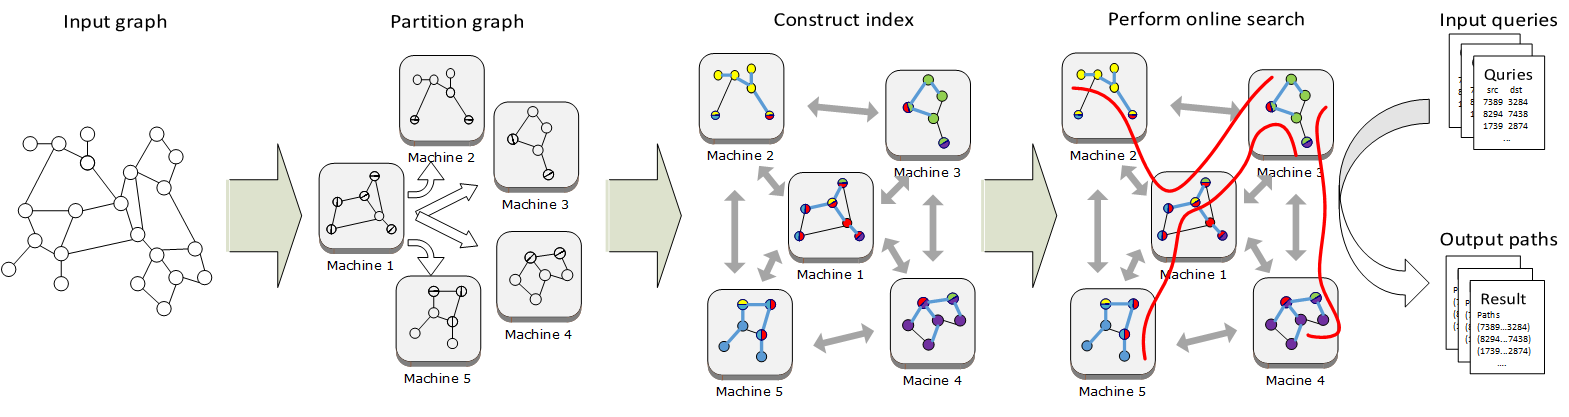 Input graph
Partition graph
Construct index
Perform online search
Input queries
Machine 1
Machine 2
Machine 3
Machine 4
Machine 5
Machine 2
Machine 3
Machine 1
Macine 4
Machine 5
Machine 2
Machine 3
Machine 1
Macine 4
Machine 5
Quries
src dst
7389 3284
8294 7438
1739 2874
...
Output paths
Result
Paths
(7389...3284)
(8294...7438)
(1739...2874)
....